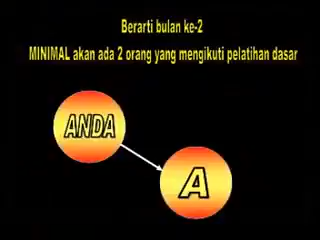 Berarti bulan ke-2
MINIMAL akan ada 2 orang yang mengikuti pelatihan dasar
ANDA
A